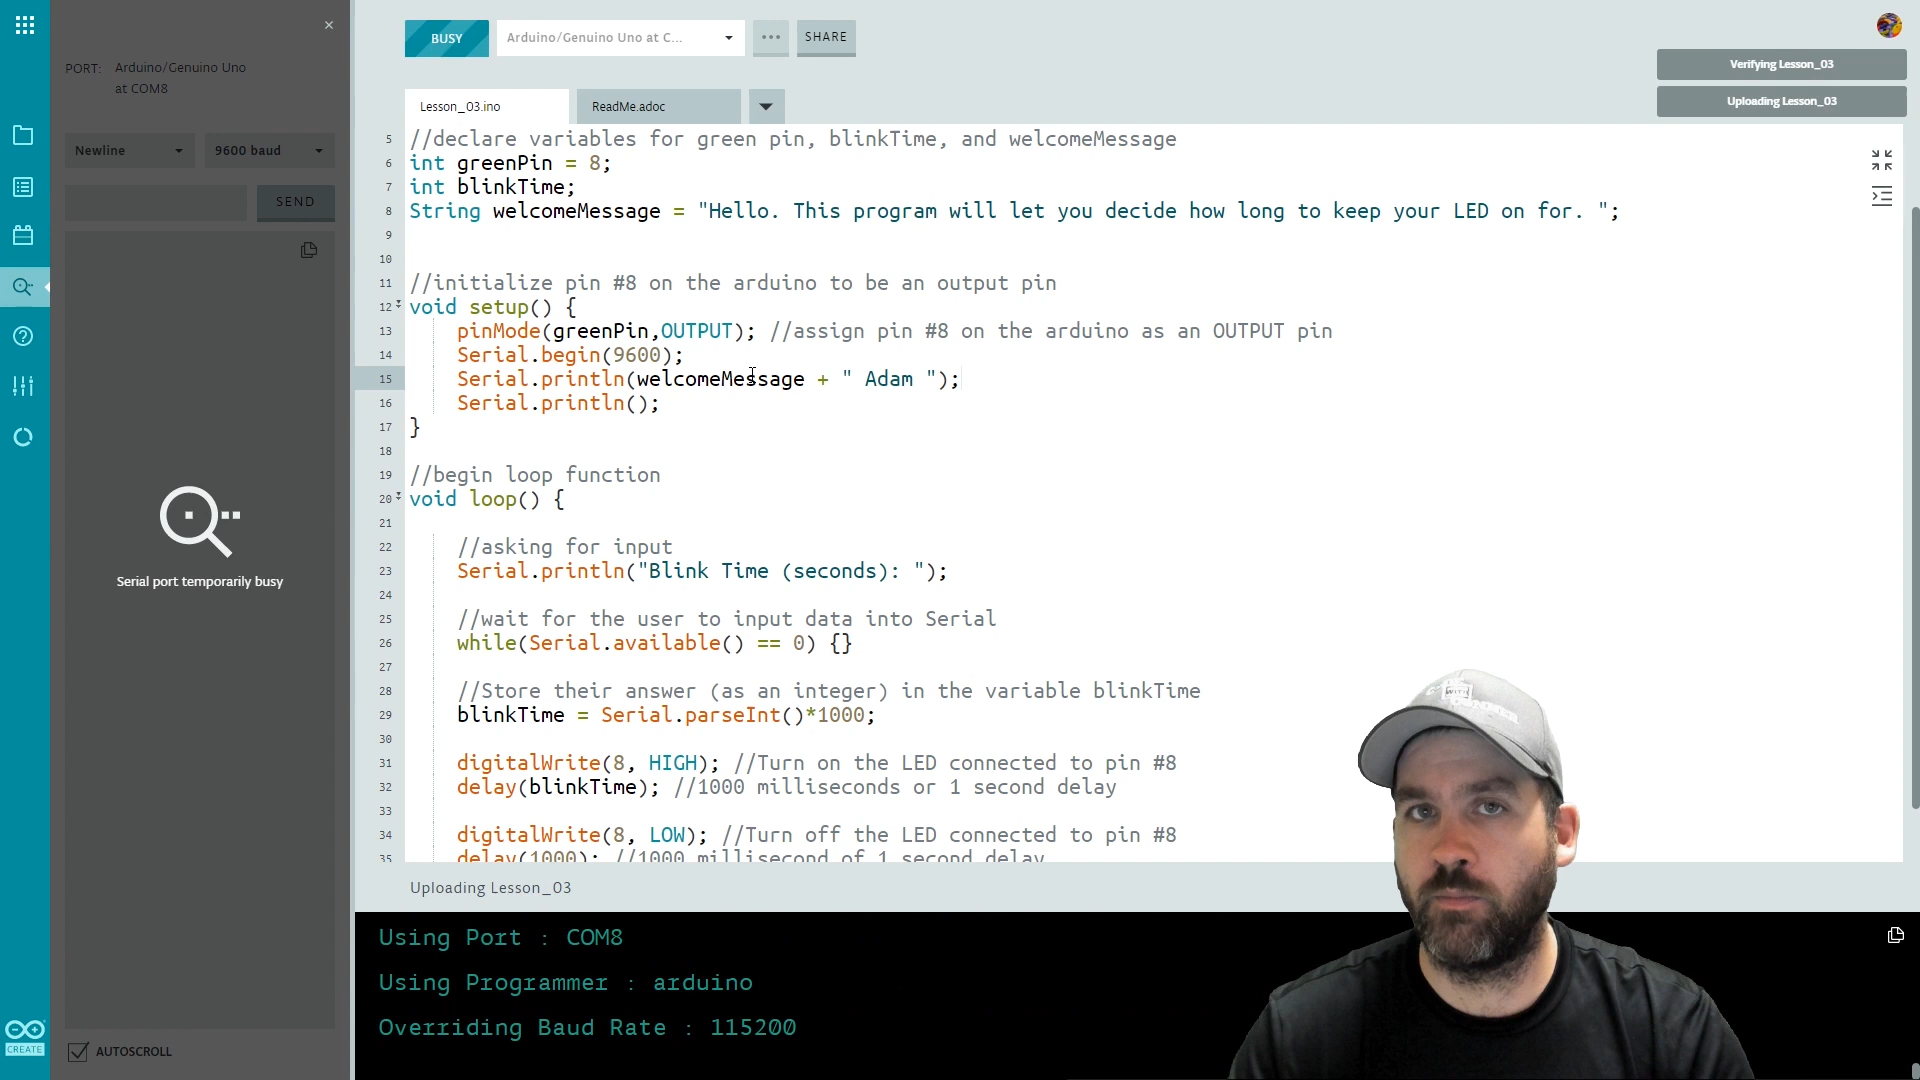 BUSY
Arduino/Genuino Uno at C...
SHARE
PORT: Arduino/Genuino Uno
at COM8
Verifying Lesson_03
Uploading Lesson_03
Newline
9600 baud
SEND
Serial port temporarily busy
AUTOSCROLL
CREATE
Lesson_03.ino
ReadMe.adoc
5 //declare variables for green pin, blinkTime, and welcomeMessage
6 int greenPin = 8;
7 int blinkTime;
8 String welcomeMessage = "Hello. This program will let you decide how long to keep your LED on for. ";
9
10
11 //initialize pin #8 on the arduino to be an output pin
12 void setup() {
13 pinMode(greenPin,OUTPUT); //assign pin #8 on the arduino as an OUTPUT pin
14 Serial.begin(9600);
15 Serial.println(welcomeMessage + " Adam ");
16 Serial.println();
17 }
18
19 //begin loop function
20 void loop() {
21
22 //asking for input
23 Serial.println("Blink Time (seconds): ");
24
25 //wait for the user to input data into Serial
26 while(Serial.available() == 0) {}
27
28 //Store their answer (as an integer) in the variable blinkTime
29 blinkTime = Serial.parseInt()*1000;
30
31 digitalWrite(8, HIGH); //Turn on the LED connected to pin #8
32 delay(blinkTime); //1000 milliseconds or 1 second delay
33
34 digitalWrite(8, LOW); //Turn off the LED connected to pin #8
35 delay(1000); //1000 millisecond of 1 second delay
Uploading Lesson_03
Using Port : COM8
Using Programmer : arduino
Overriding Baud Rate : 115200
WITH